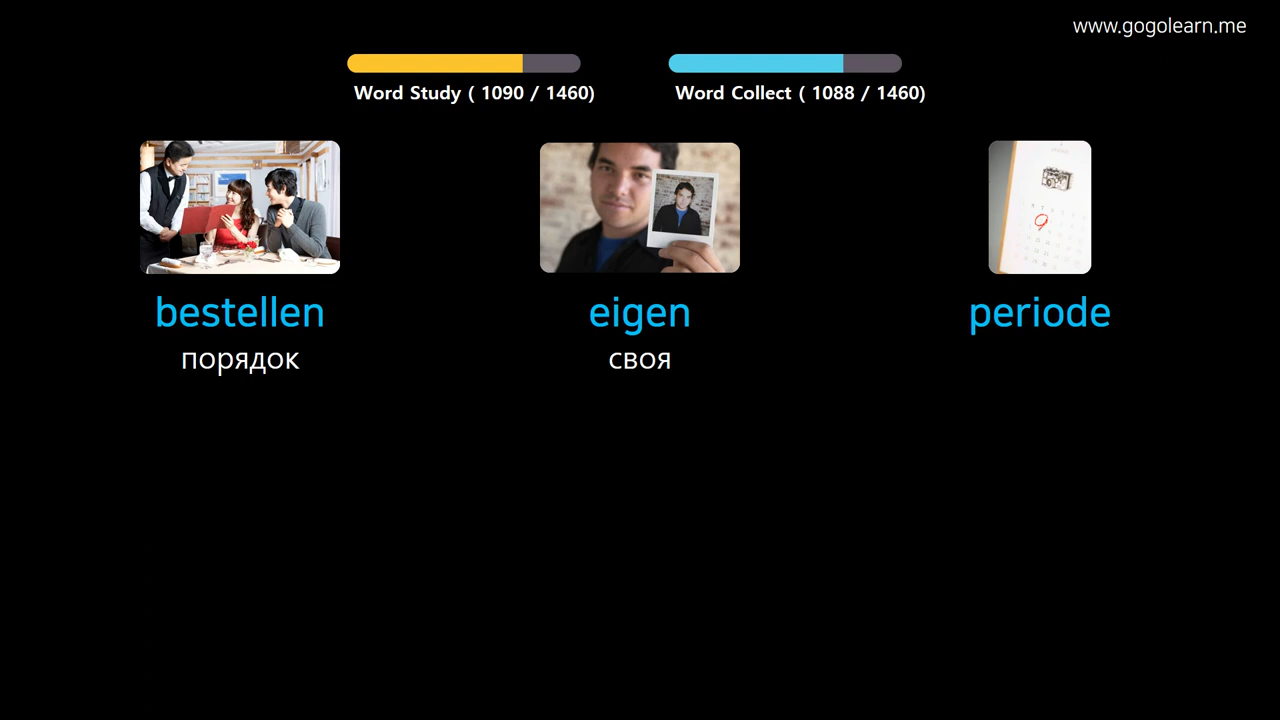 www.gogolearn.me
Word Study ( 1090 / 1460)
Word Collect ( 1088 / 1460)
bestellen
eigen
periode
порядок
своя